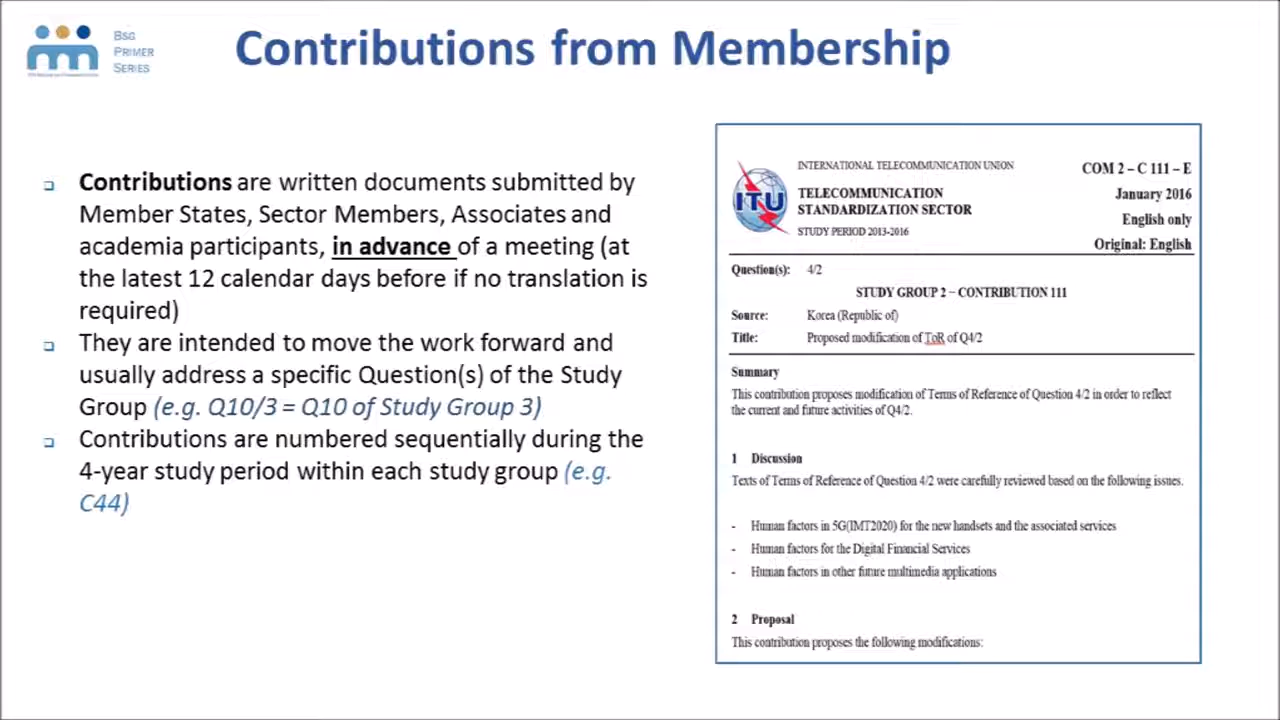 BSG
PRIMER
SERIES
Contributions from Membership
❑ Contributions are written documents submitted by
Member States, Sector Members, Associates and
academia participants, in advance of a meeting (at
the latest 12 calendar days before if no translation is
required)
❑ They are intended to move the work forward and
usually address a specific Question(s) of the Study
Group (e.g. Q10/3 = Q10 of Study Group 3)
❑ Contributions are numbered sequentially during the
4-year study period within each study group (e.g.
C44)
ITU
INTERNATIONAL TELECOMMUNICATION UNION
TELECOMMUNICATION
STANDARDIZATION SECTOR
STUDY PERIOD 2013-2016
COM 2 – C 111 – E
January 2016
English only
Original: English
Question(s): 4/2
STUDY GROUP 2 – CONTRIBUTION 111
Source: Korea (Republic of)
Title: Proposed modification of ToR of Q4/2
Summary
This contribution proposes modification of Terms of Reference of Question 4/2 in order to reflect
the current and future activities of Q4/2.
1 Discussion
Texts of Terms of Reference of Question 4/2 were carefully reviewed based on the following issues.
- Human factors in 5G(IMT2020) for the new handsets and the associated services
- Human factors for the Digital Financial Services
- Human factors in other future multimedia applications
2 Proposal
This contribution proposes the following modifications: